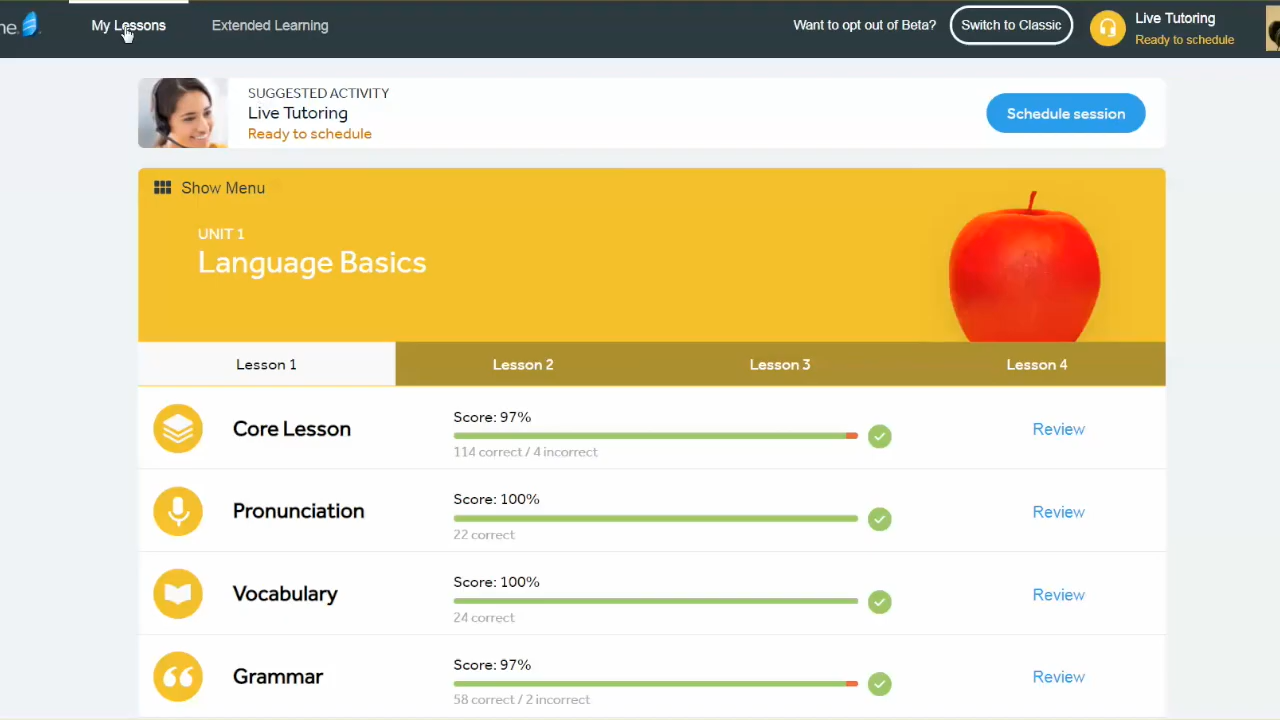 ne
My Lessons
Extended Learning
Want to opt out of Beta?
Switch to Classic
Live Tutoring
Ready to schedule
SUGGESTED ACTIVITY
Live Tutoring
Ready to schedule
Schedule session
Show Menu
UNIT 1
Language Basics
Lesson 1
Lesson 2
Lesson 3
Lesson 4
Core Lesson
Score: 97%
114 correct / 4 incorrect
Review
Pronunciation
Score: 100%
22 correct
Review
Vocabulary
Score: 100%
24 correct
Review
Grammar
Score: 97%
58 correct / 2 incorrect
Review